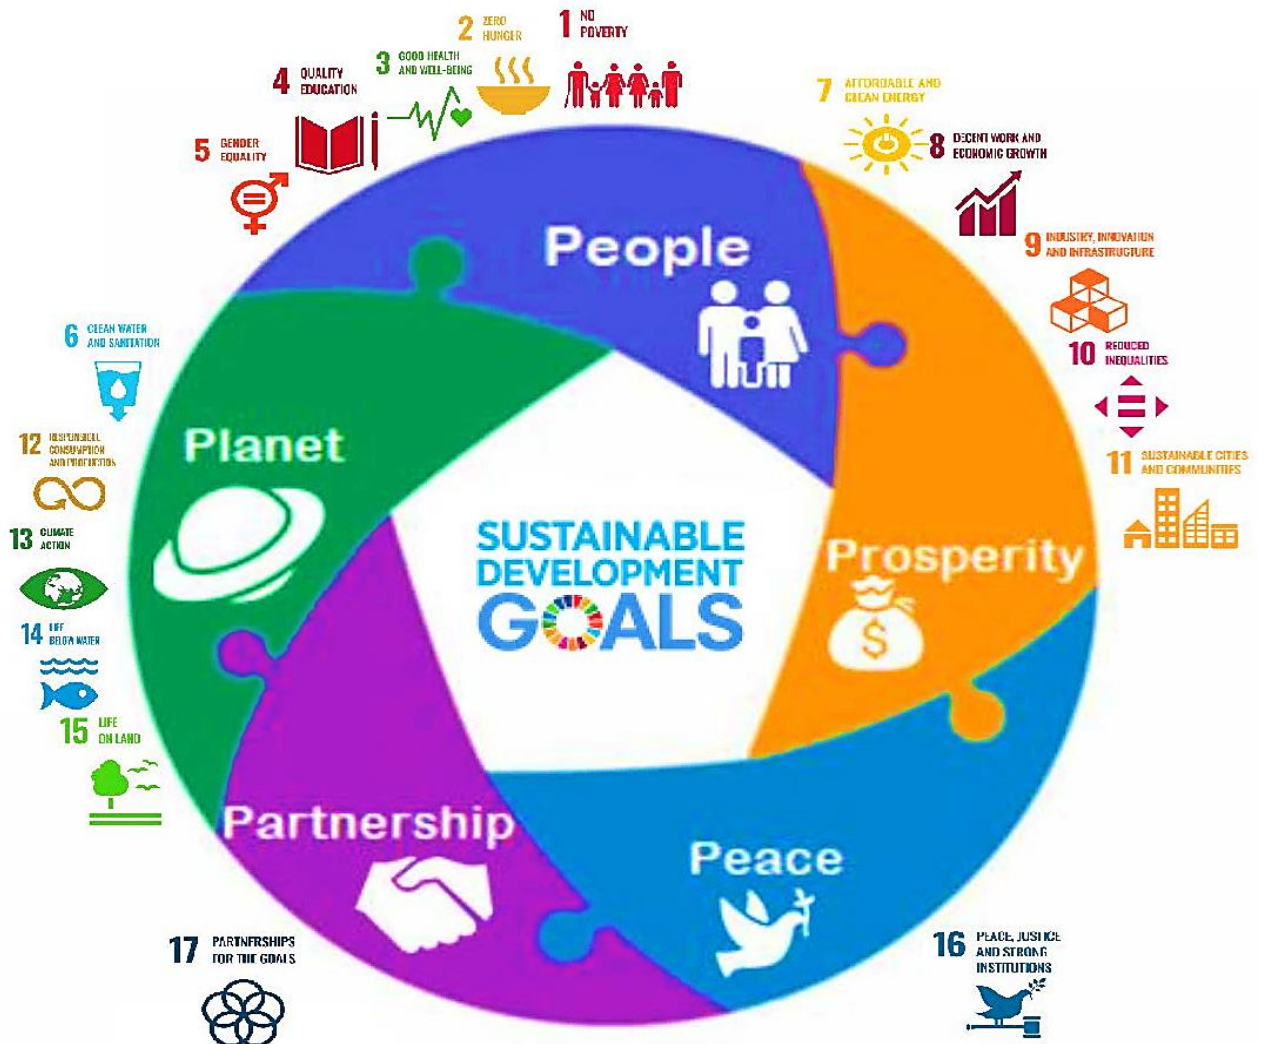 1 NO
POVERTY
2 ZERO
HUNGER
3 GOOD HEALTH
AND WELL-BEING
4 QUALITY
EDUCATION
5 GENDER
EQUALITY
7 AFFORDABLE AND
CLEAN ENERGY
8 DECENT WORK AND
ECONOMIC GROWTH
9 INDUSTRY, INNOVATION
AND INFRASTRUCTURE
10 REDUCED
INEQUALITIES
11 SUSTAINABLE CITIES
AND COMMUNITIES
6 CLEAN WATER
AND SANITATION
12 RESPONSIBLE
CONSUMPTION
AND PRODUCTION
13 CLIMATE
ACTION
14 LIFE
BELOW WATER
15 LIFE
ON LAND
People
Planet
Prosperity
$
SUSTAINABLE
DEVELOPMENT
GOALS
Partnership
Peace
17 PARTNERSHIPS
FOR THE GOALS
16 PEACE, JUSTICE
AND STRONG
INSTITUTIONS